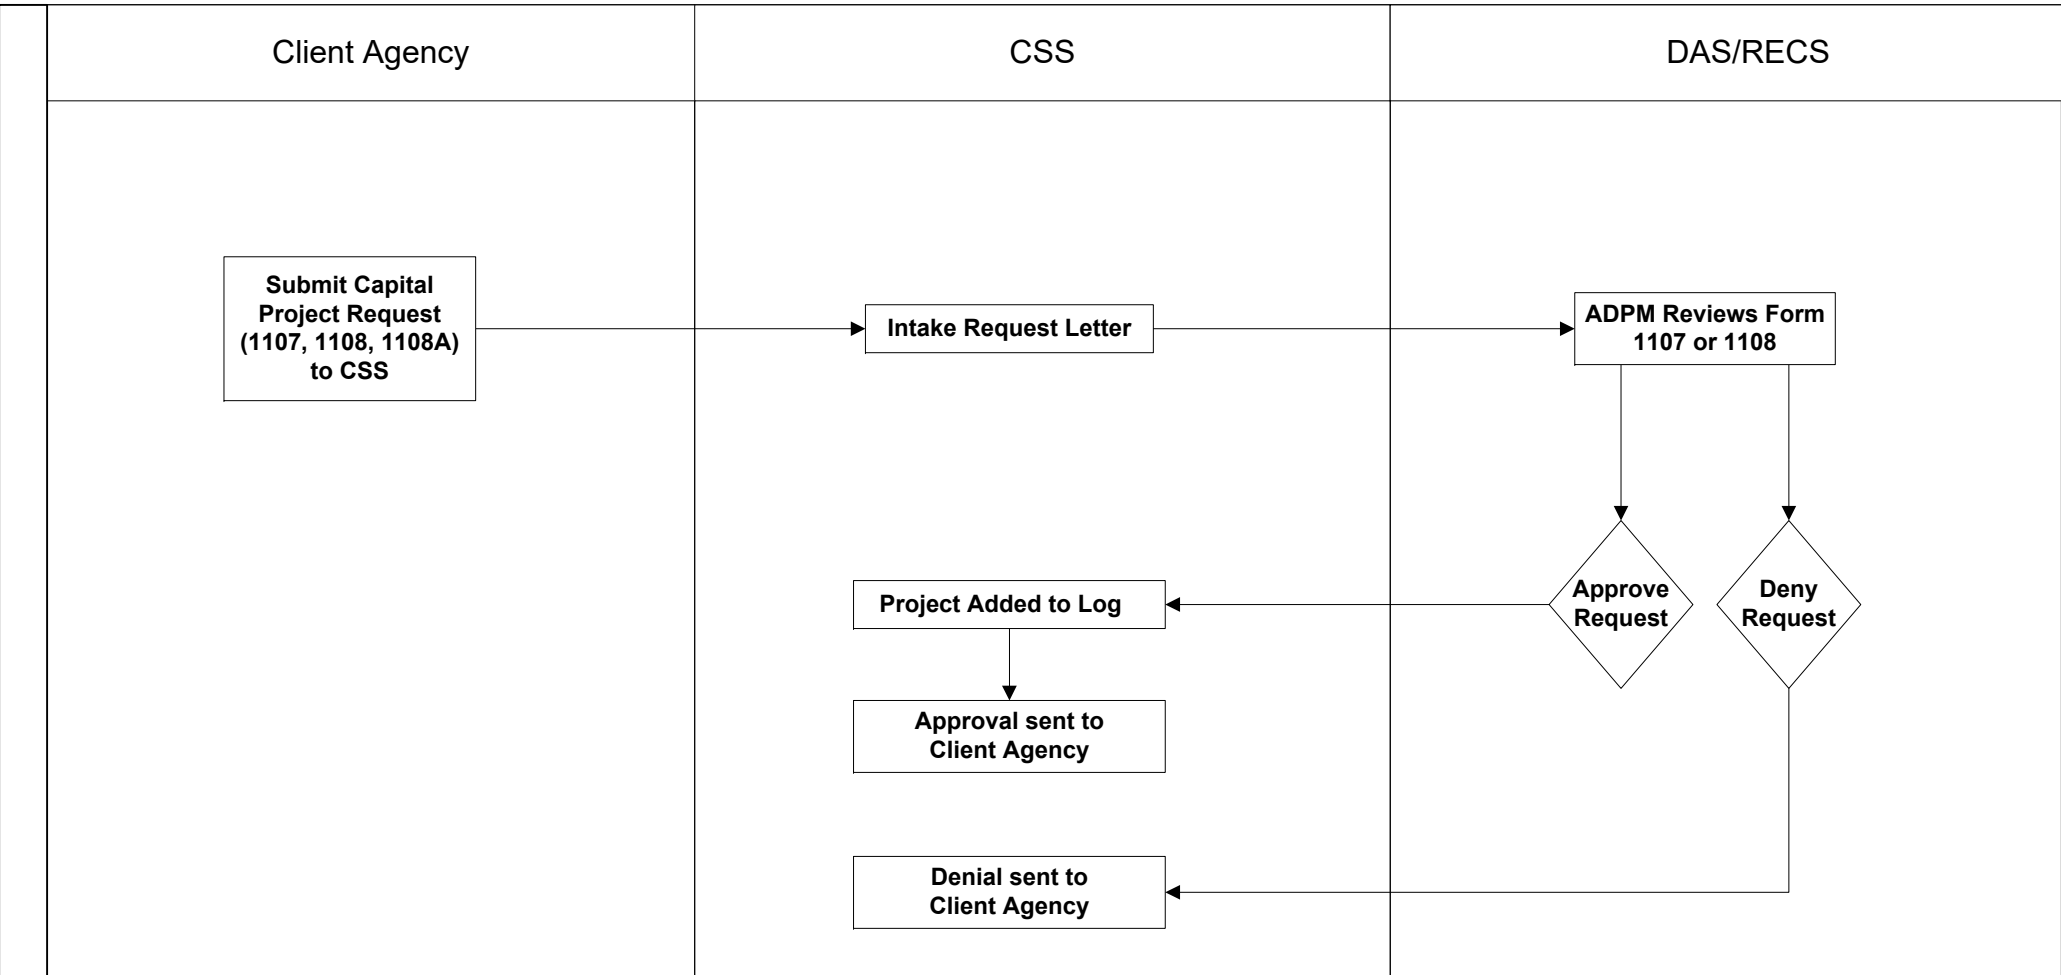 Client Agency
CSS
DAS/RECS
Submit Capital
Project Request
(1107, 1108, 1108A)
to CSS
Intake Request Letter
ADPM Reviews Form
1107 or 1108
Approve
Request
Deny
Request
Project Added to Log
Approval sent to
Client Agency
Denial sent to
Client Agency